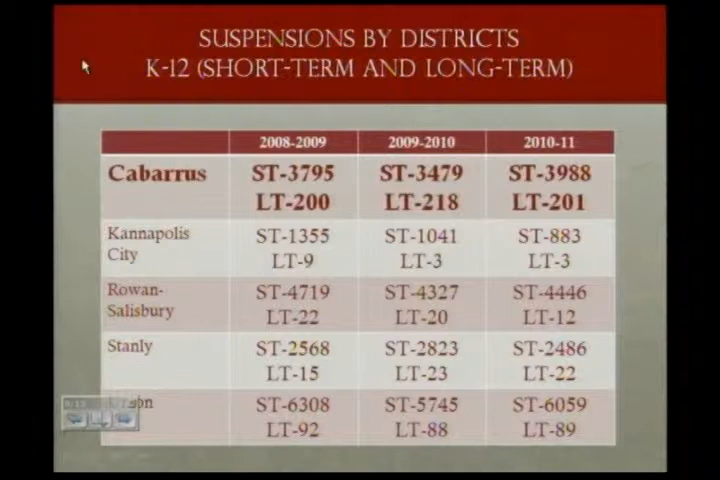 SUSPENSIONS BY DISTRICTS
K-12 (SHORT-TERM AND LONG-TERM)
2008-2009 2009-2010 2010-11
Cabarrus ST-3795 ST-3479 ST-3988
LT-200 LT-218 LT-201
Kannapolis ST-1355 ST-1041 ST-883
City LT-9 LT-3 LT-3
Rowan- ST-4719 ST-4327 ST-4446
Salisbury LT-22 LT-20 LT-12
Stanly ST-2568 ST-2823 ST-2486
LT-15 LT-23 LT-22
ST-6308 ST-5745 ST-6059
LT-92 LT-88 LT-89